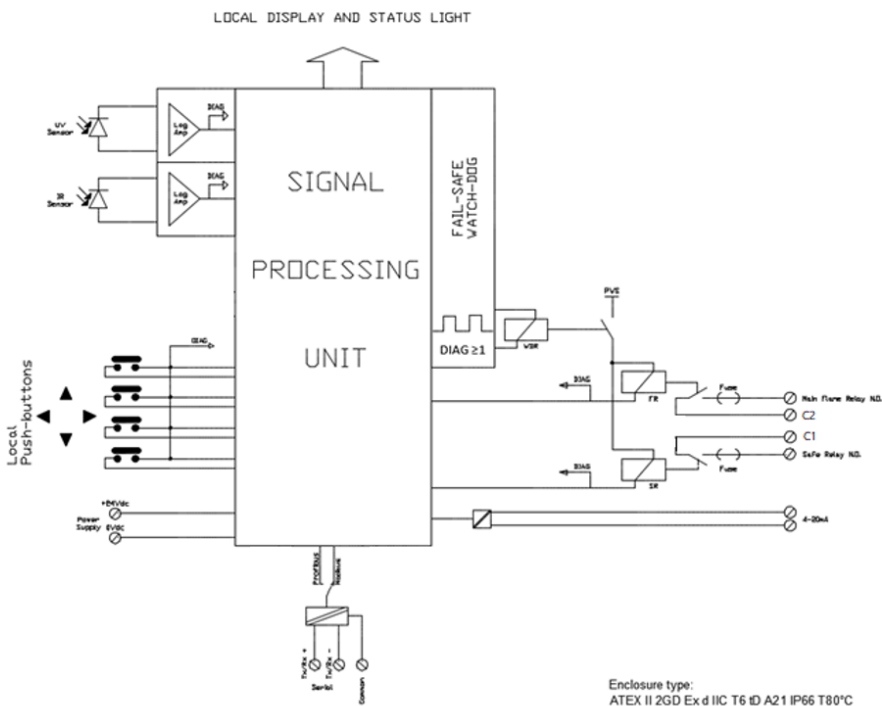 LOCAL DISPLAY AND STATUS LIGHT
UV
Sensor
Log
Amp
DIAG
IR
Sensor
Log
Amp
DIAG
SIGNAL
PROCESSING
UNIT
FAIL-SAFE
WATCH-DOG
DIAG ≥1
WDR
PVS
DIAG
Local
Push-buttons
DIAG
FR
Fuse
Main Flame Relay N.O.
C2
C1
Safe Relay N.O.
Fuse
DIAG
SR
+24Vdc
Power
Supply 0Vdc
4-20mA
Profibus
Modbus
Tx/Rx +
Tx/Rx -
Serial
Common
Enclosure type:
ATEX II 2GD Ex d IIC T6 tD A21 IP66 T80°C